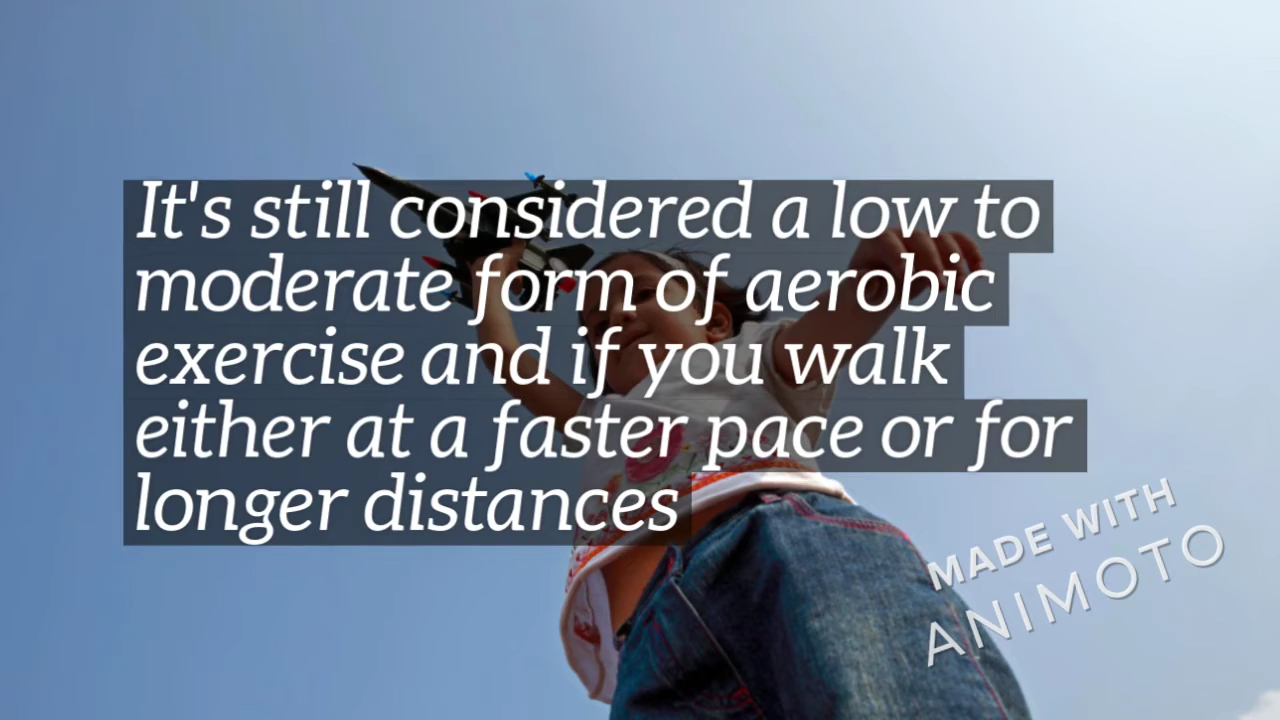 It's still considered a low to
moderate form of aerobic
exercise and if you walk
either at a faster pace or for
longer distances
MADE WITH
ANIMOTO